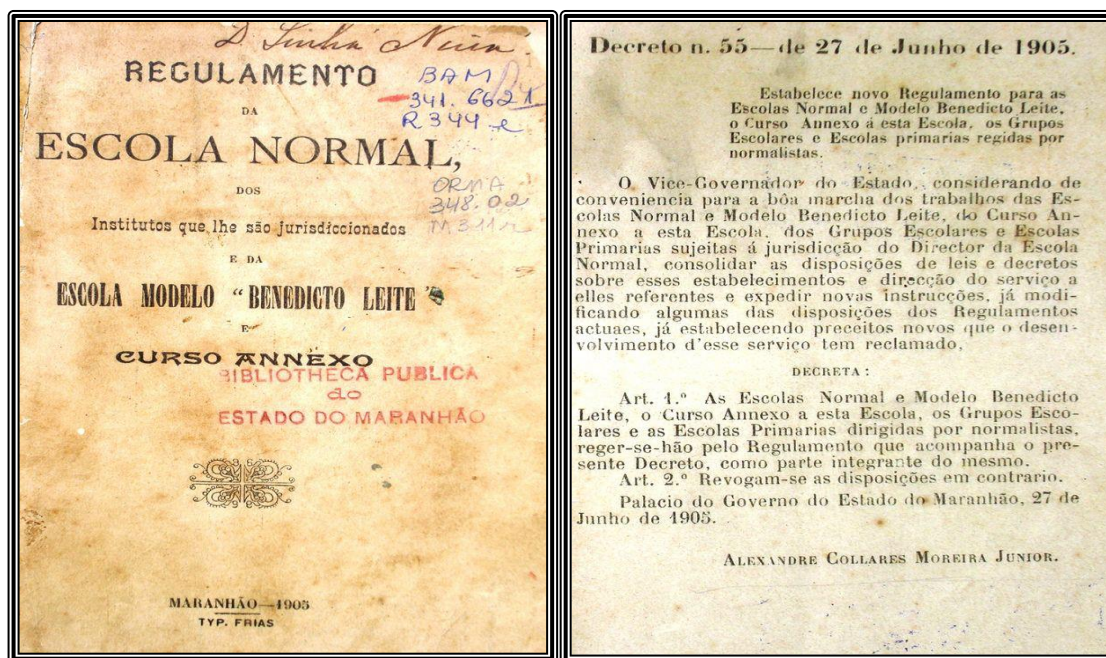 D. Sinhá Niná
REGULAMENTO
BAM
341.6621
R344
DA
ESCOLA NORMAL,
DOS
348.02
Institutos que lhe são jurisdiccionados
E DA
ESCOLA MODELO "BENEDICTO LEITE"
E
CURSO ANNEXO
BIBLIOTHECA PUBLICA
do
ESTADO DO MARANHÃO
MARANHÃO—1905
TYP. FRIAS
Decreto n. 55—de 27 de Junho de 1905.
Estabelece novo Regulamento para as
Escolas Normal e Modelo Benedicto Leite,
o Curso Annexo á esta Escola, os Grupos
Escolares e Escolas primarias regidas por
normalistas.
O Vice-Governador do Estado, considerando de
conveniencia para a bôa marcha dos trabalhos das Es-
colas Normal e Modelo Benedicto Leite, do Curso An-
nexo a esta Escola, dos Grupos Escolares e Escolas
Primarias sujeitas á jurisdicção do Director da Escola
Normal, consolidar as disposições de leis e decretos
sobre esses estabelecimentos e direcção do serviço a
elles referentes e expedir novas instrucções, já modi-
ficando algumas das disposições dos Regulamentos
actuaes, já estabelecendo preceitos novos que o desen-
volvimento d'esse serviço tem reclamado,
DECRETA:
Art. 1.º As Escolas Normal e Modelo Benedicto
Leite, o Curso Annexo a esta Escola, os Grupos Esco-
lares e as Escolas Primarias dirigidas por normalistas,
reger-se-hão pelo Regulamento que acompanha o pre-
sente Decreto, como parte integrante do mesmo.
Art. 2.º Revogam-se as disposições em contrario.
Palacio do Governo do Estado do Maranhão, 27 de
Junho de 1905.
ALEXANDRE COLLARES MOREIRA JUNIOR.